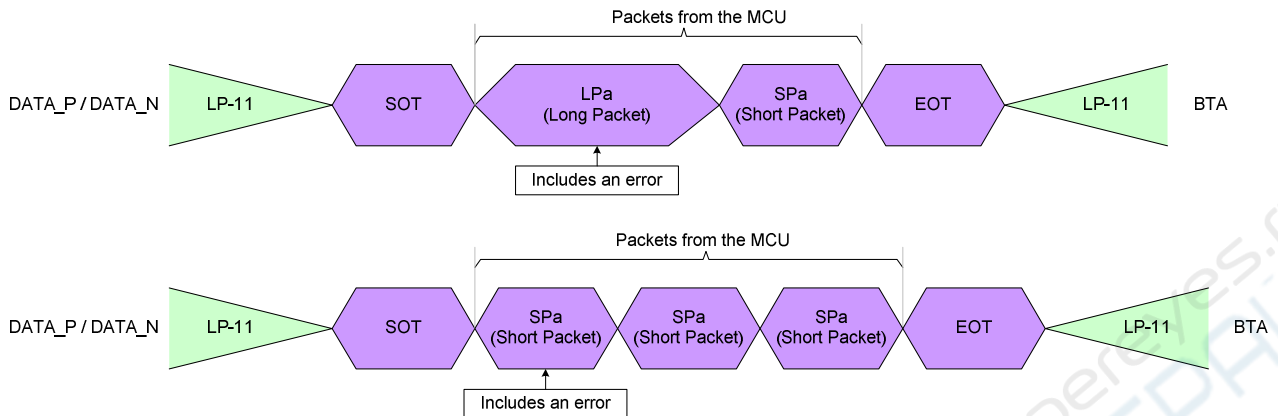 Packets from the MCU
DATA_P / DATA_N
LP-11
SOT
LPa
(Long Packet)
SPa
(Short Packet)
EOT
LP-11
BTA
Includes an error
Packets from the MCU
DATA_P / DATA_N
LP-11
SOT
SPa
(Short Packet)
SPa
(Short Packet)
SPa
(Short Packet)
EOT
LP-11
BTA
Includes an error